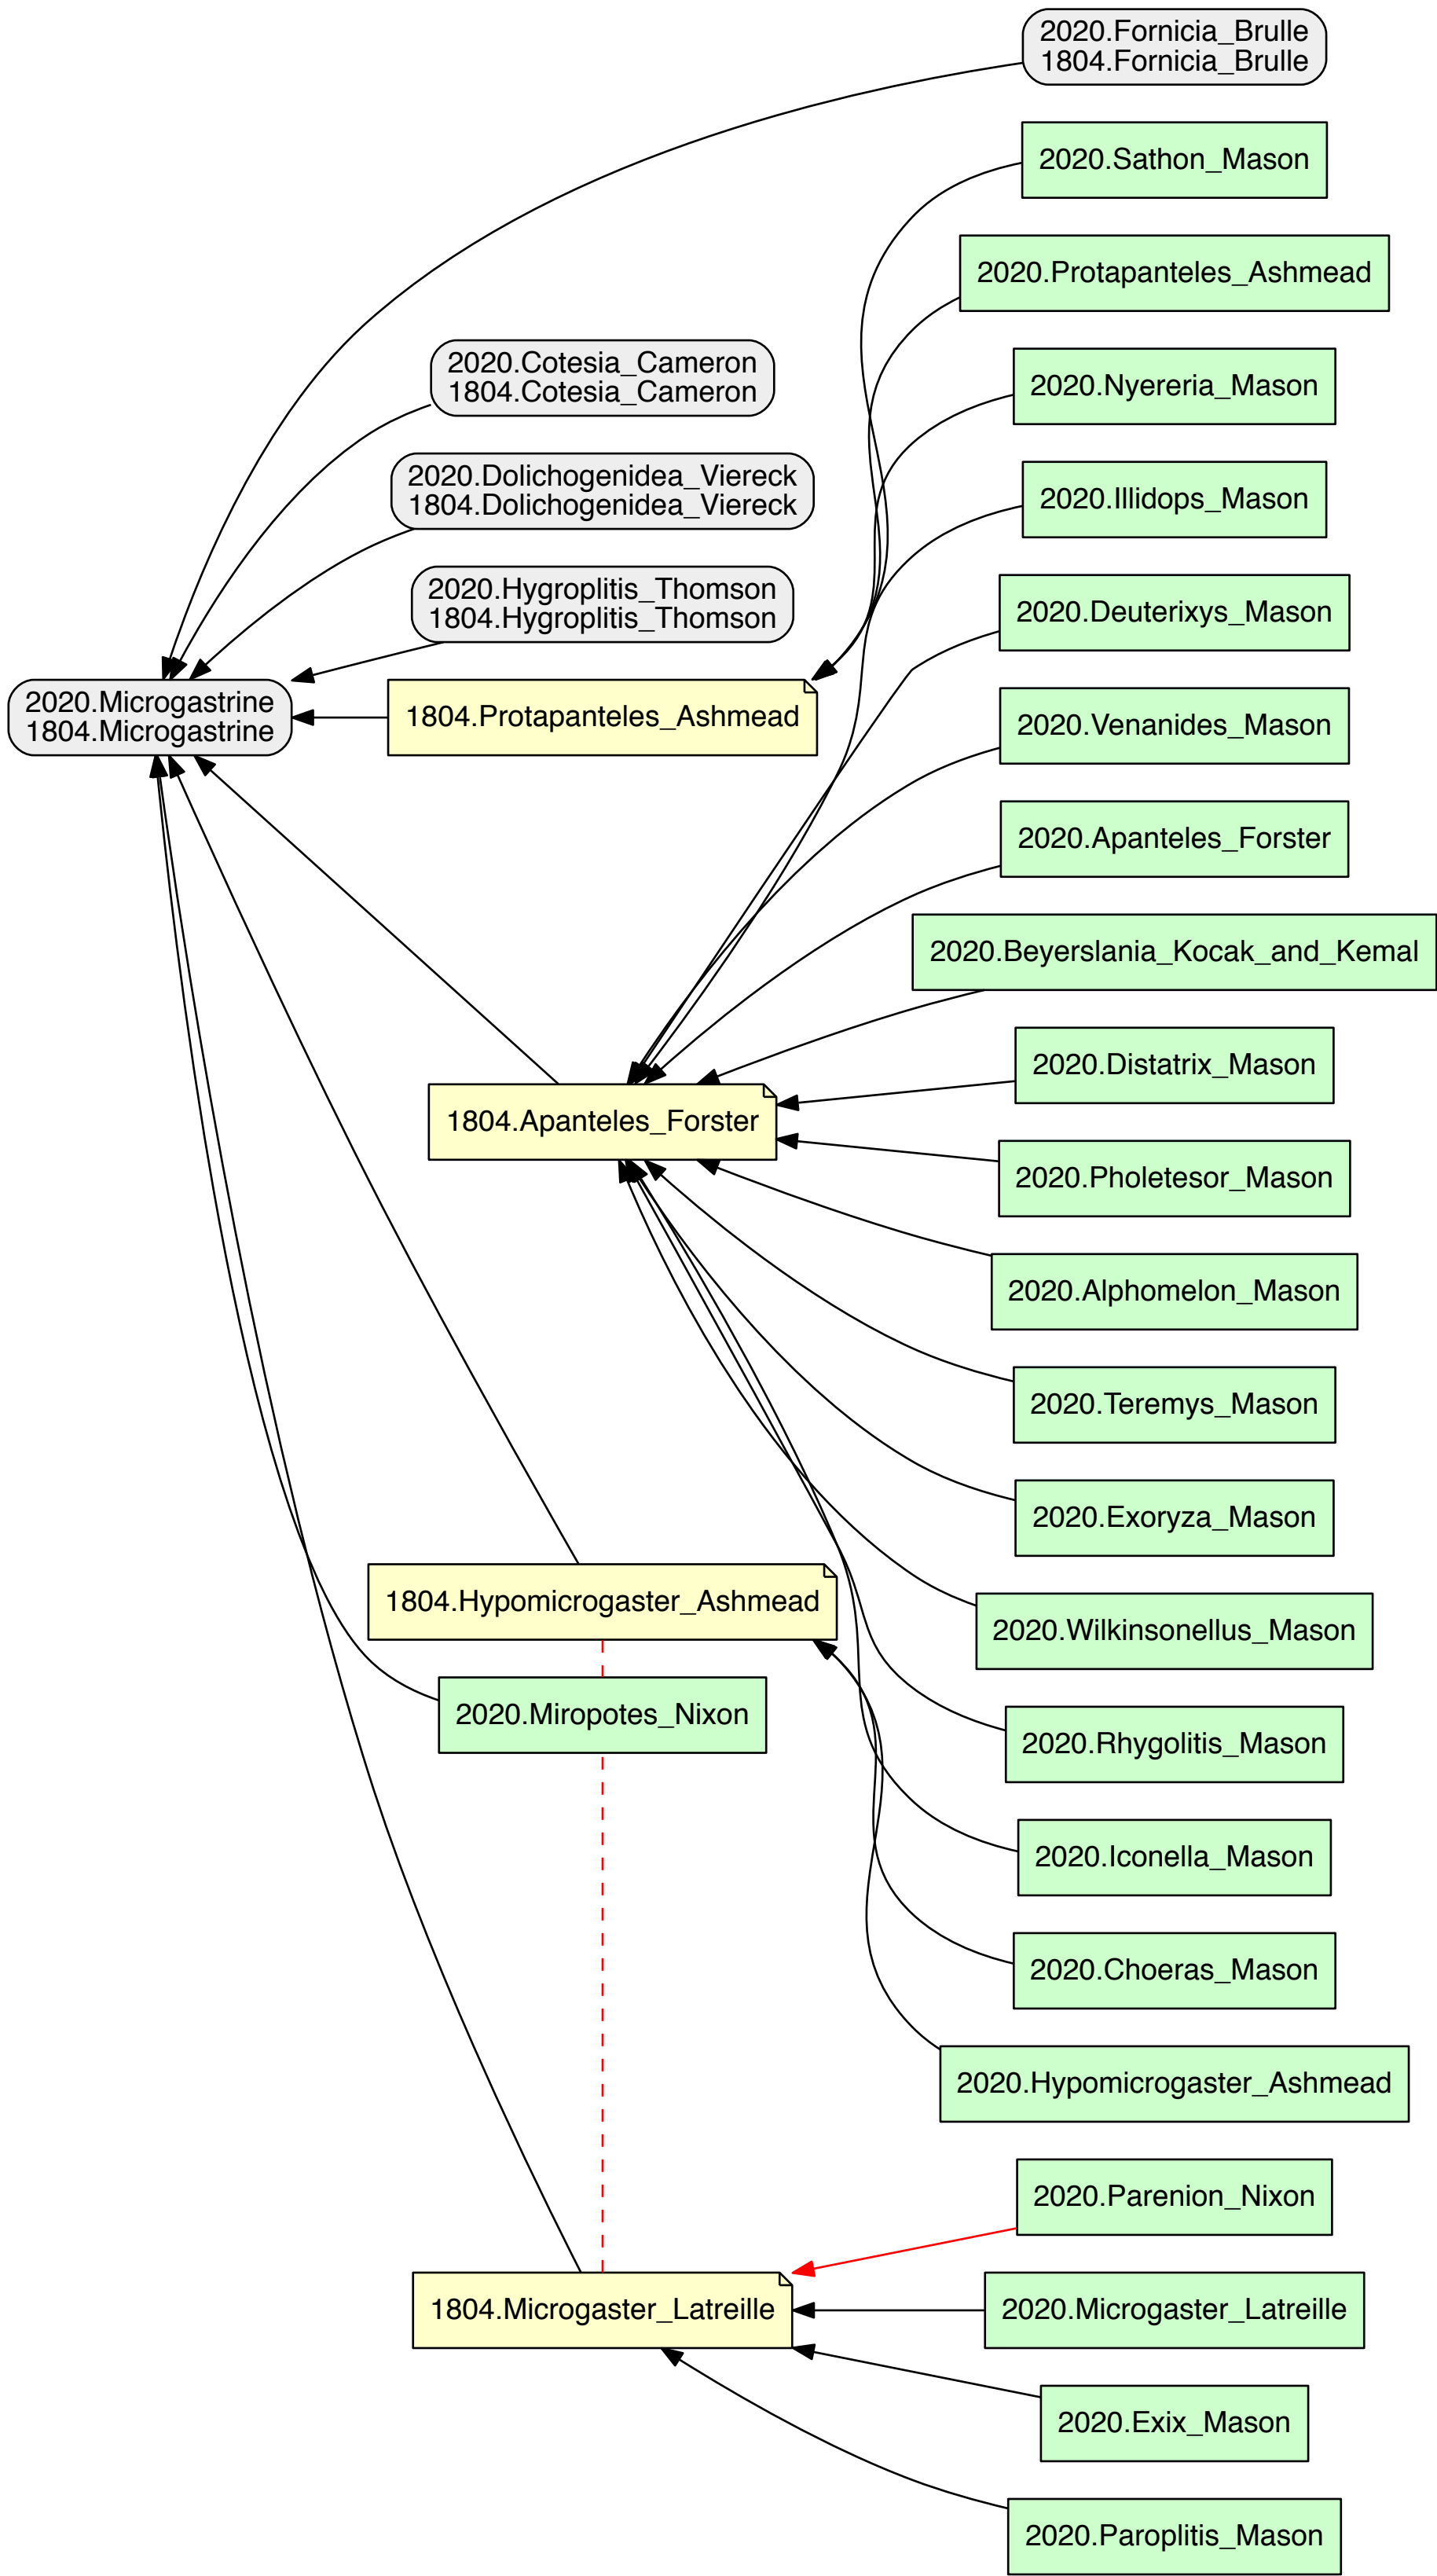 2020.Fornicia_Brulle
1804.Fornicia_Brulle
2020.Sathon_Mason
2020.Protapanteles_Ashmead
2020.Nyereria_Mason
2020.Cotesia_Cameron
1804.Cotesia_Cameron
2020.Illidops_Mason
2020.Dolichogenidea_Viereck
1804.Dolichogenidea_Viereck
2020.Deuterixys_Mason
2020.Hygroplitis_Thomson
1804.Hygroplitis_Thomson
2020.Microgastrine
1804.Microgastrine
1804.Protapanteles_Ashmead
2020.Venanides_Mason
2020.Apanteles_Forster
2020.Beyerslania_Kocak_and_Kemal
2020.Distatrix_Mason
1804.Apanteles_Forster
2020.Pholetesor_Mason
2020.Alphomelon_Mason
2020.Teremys_Mason
2020.Exoryza_Mason
1804.Hypomicrogaster_Ashmead
2020.Wilkinsonellus_Mason
2020.Miropotes_Nixon
2020.Rhygolitis_Mason
2020.Iconella_Mason
2020.Choeras_Mason
2020.Hypomicrogaster_Ashmead
2020.Parenion_Nixon
1804.Microgaster_Latreille
2020.Microgaster_Latreille
2020.Exix_Mason
2020.Paroplitis_Mason